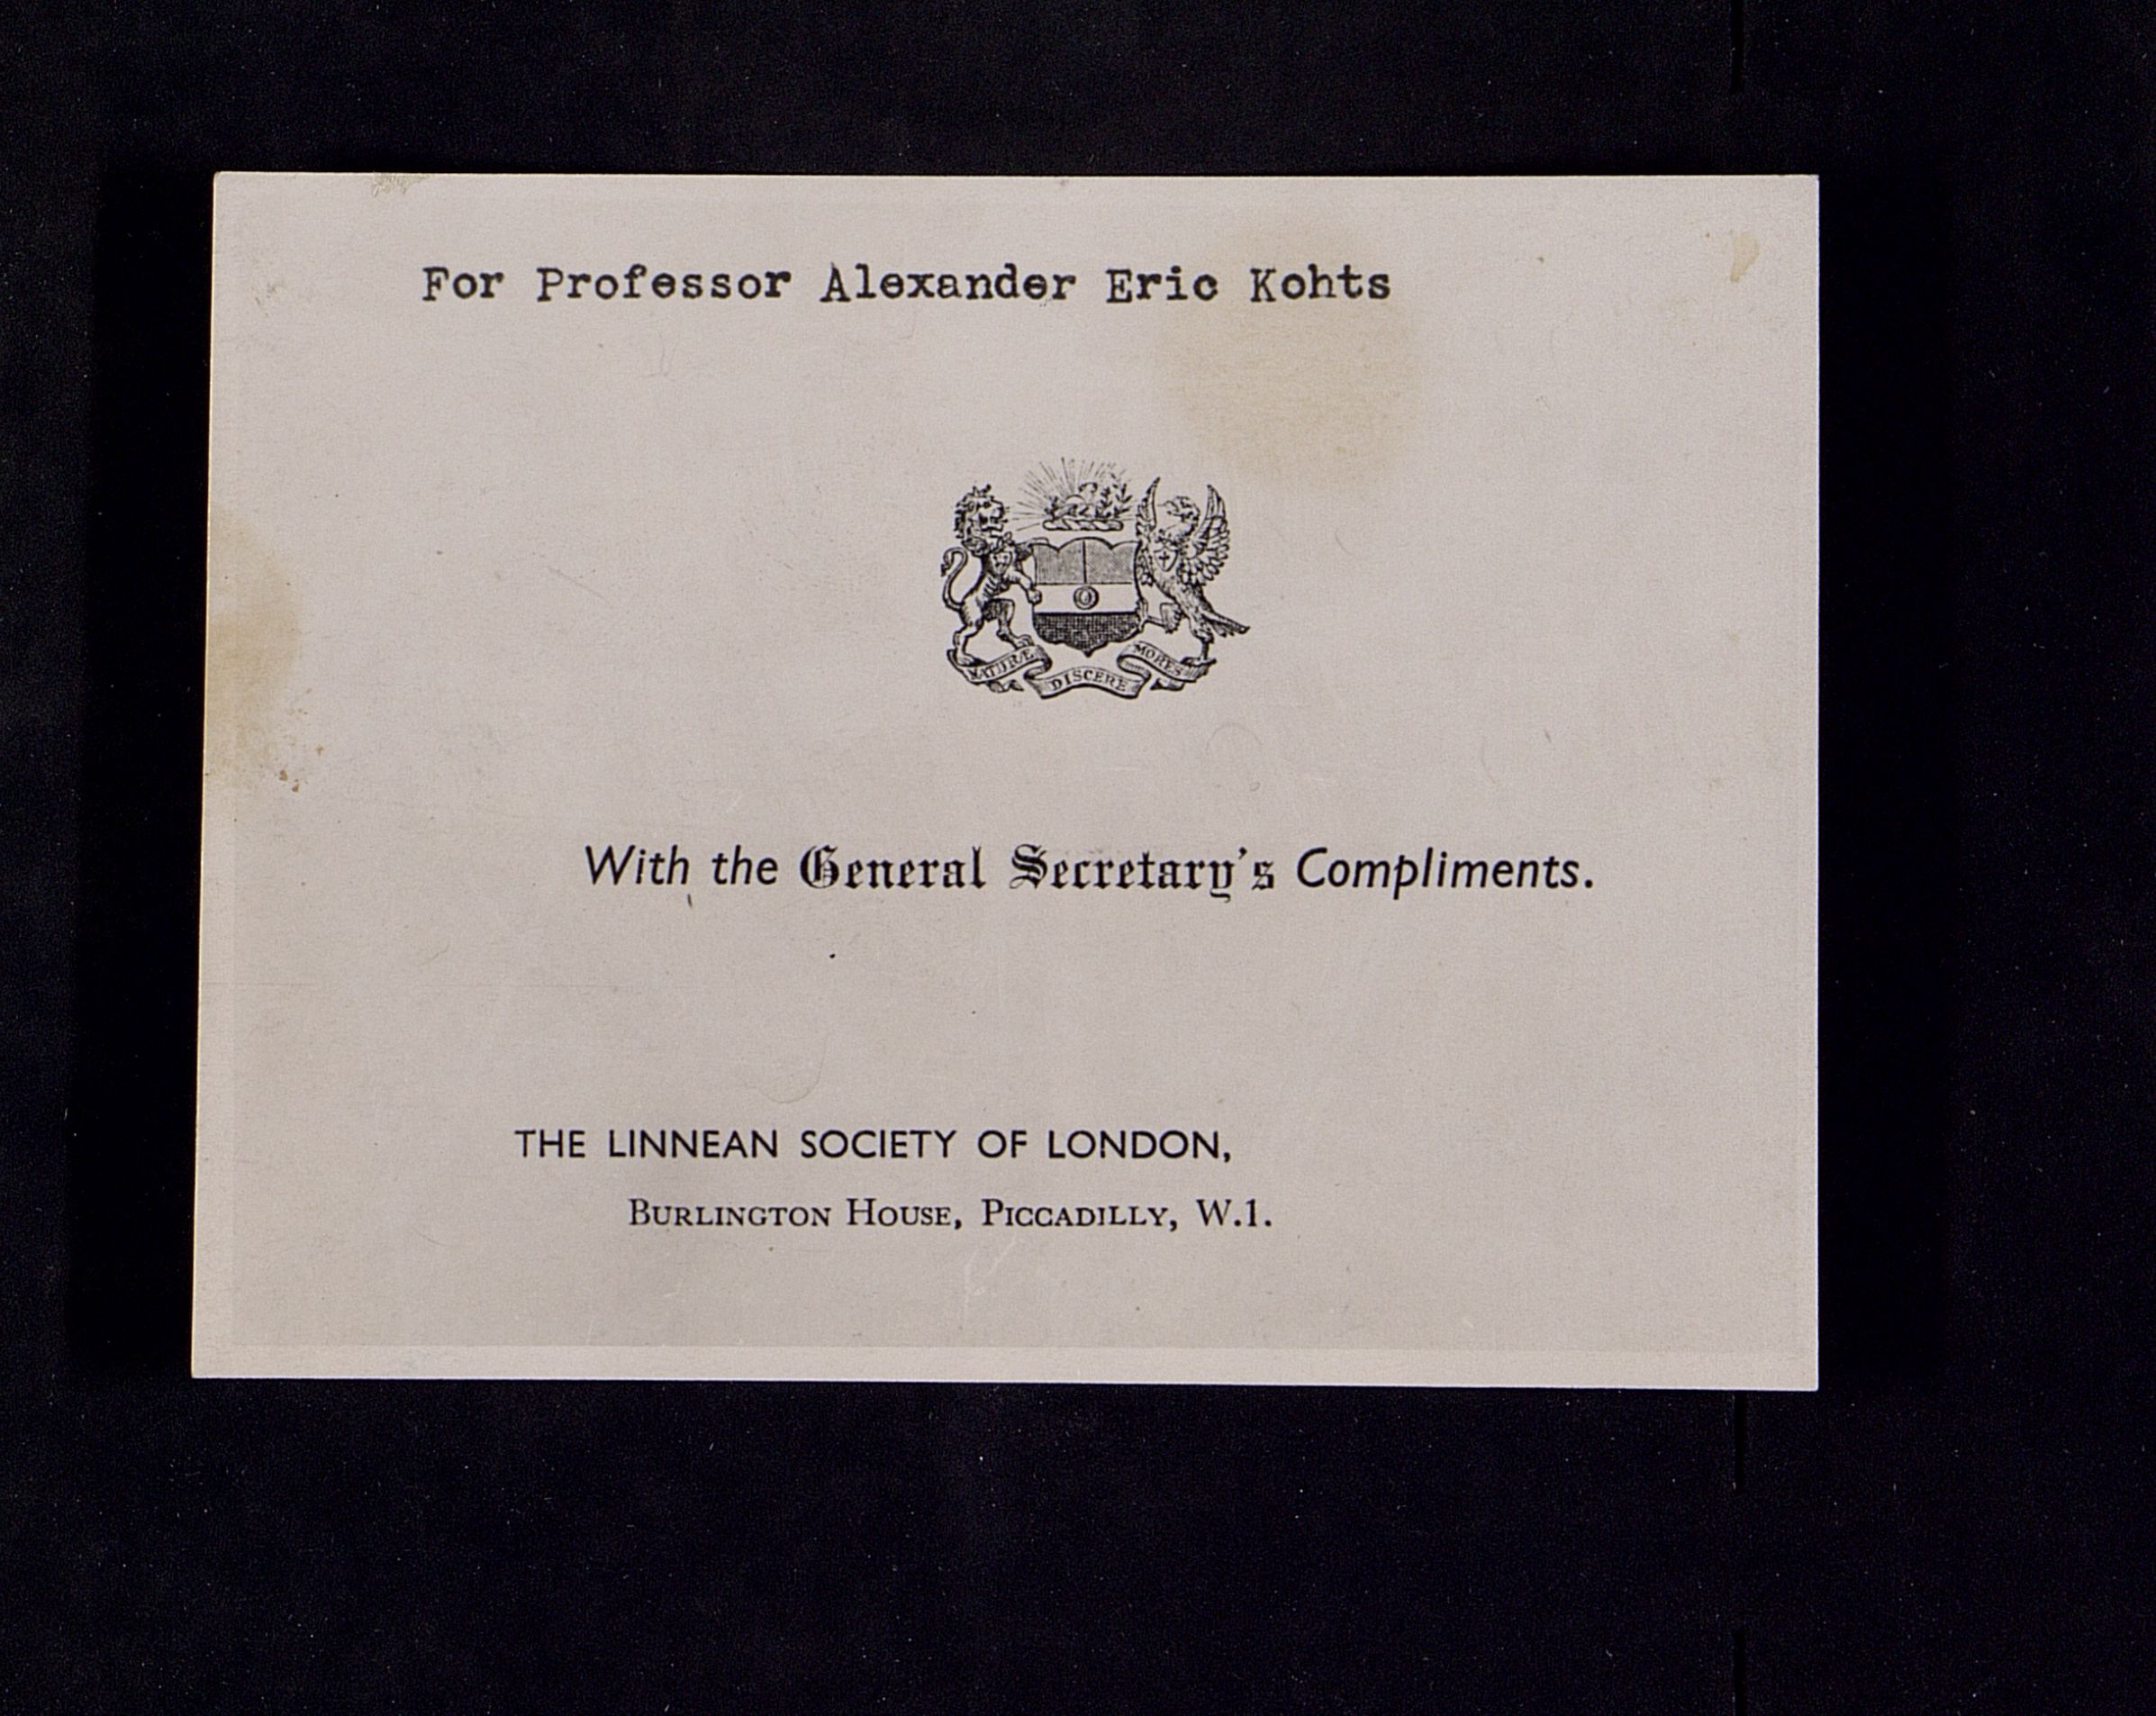 For Professor Alexander Eric Kohts
NATURÆ DISCERE MORES
With the General Secretary's Compliments.
THE LINNEAN SOCIETY OF LONDON,
BURLINGTON HOUSE, PICCADILLY, W.1.